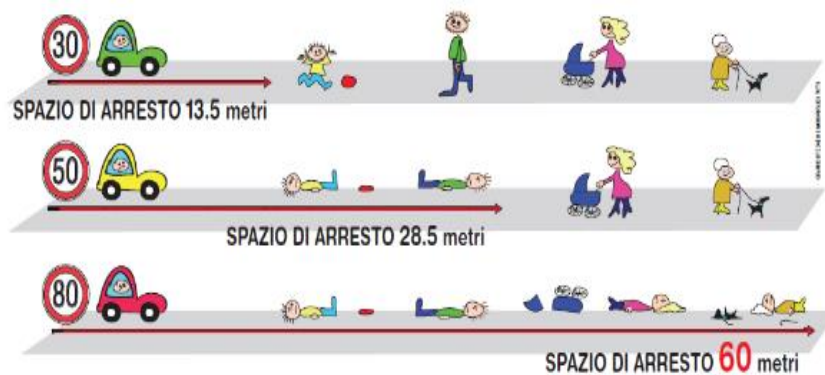 30
SPAZIO DI ARRESTO 13.5 metri
50
SPAZIO DI ARRESTO 28.5 metri
80
SPAZIO DI ARRESTO 60 metri